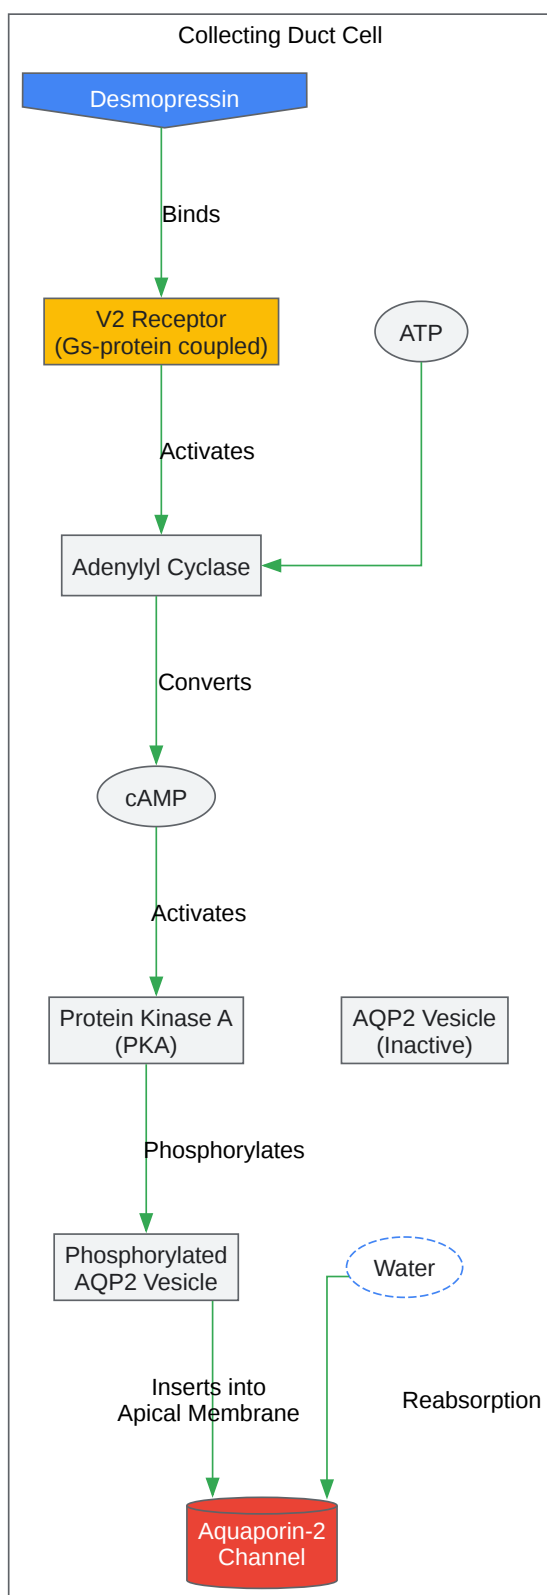 Collecting Duct Cell
Desmopressin
Binds
V2 Receptor
(Gs-protein coupled)
ATP
Activates
Adenylyl Cyclase
Converts
cAMP
Activates
Protein Kinase A
(PKA)
AQP2 Vesicle
(Inactive)
Phosphorylates
Phosphorylated
AQP2 Vesicle
Water
Inserts into
Apical Membrane
Reabsorption
Aquaporin-2
Channel